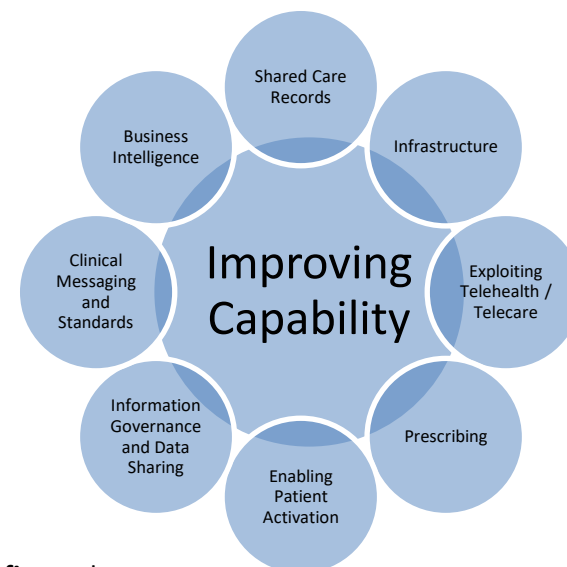 Shared Care
Records
Infrastructure
Exploiting
Telehealth /
Telecare
Prescribing
Enabling
Patient
Activation
Information
Governance
and Data
Sharing
Clinical
Messaging
and
Standards
Business
Intelligence
Improving
Capability